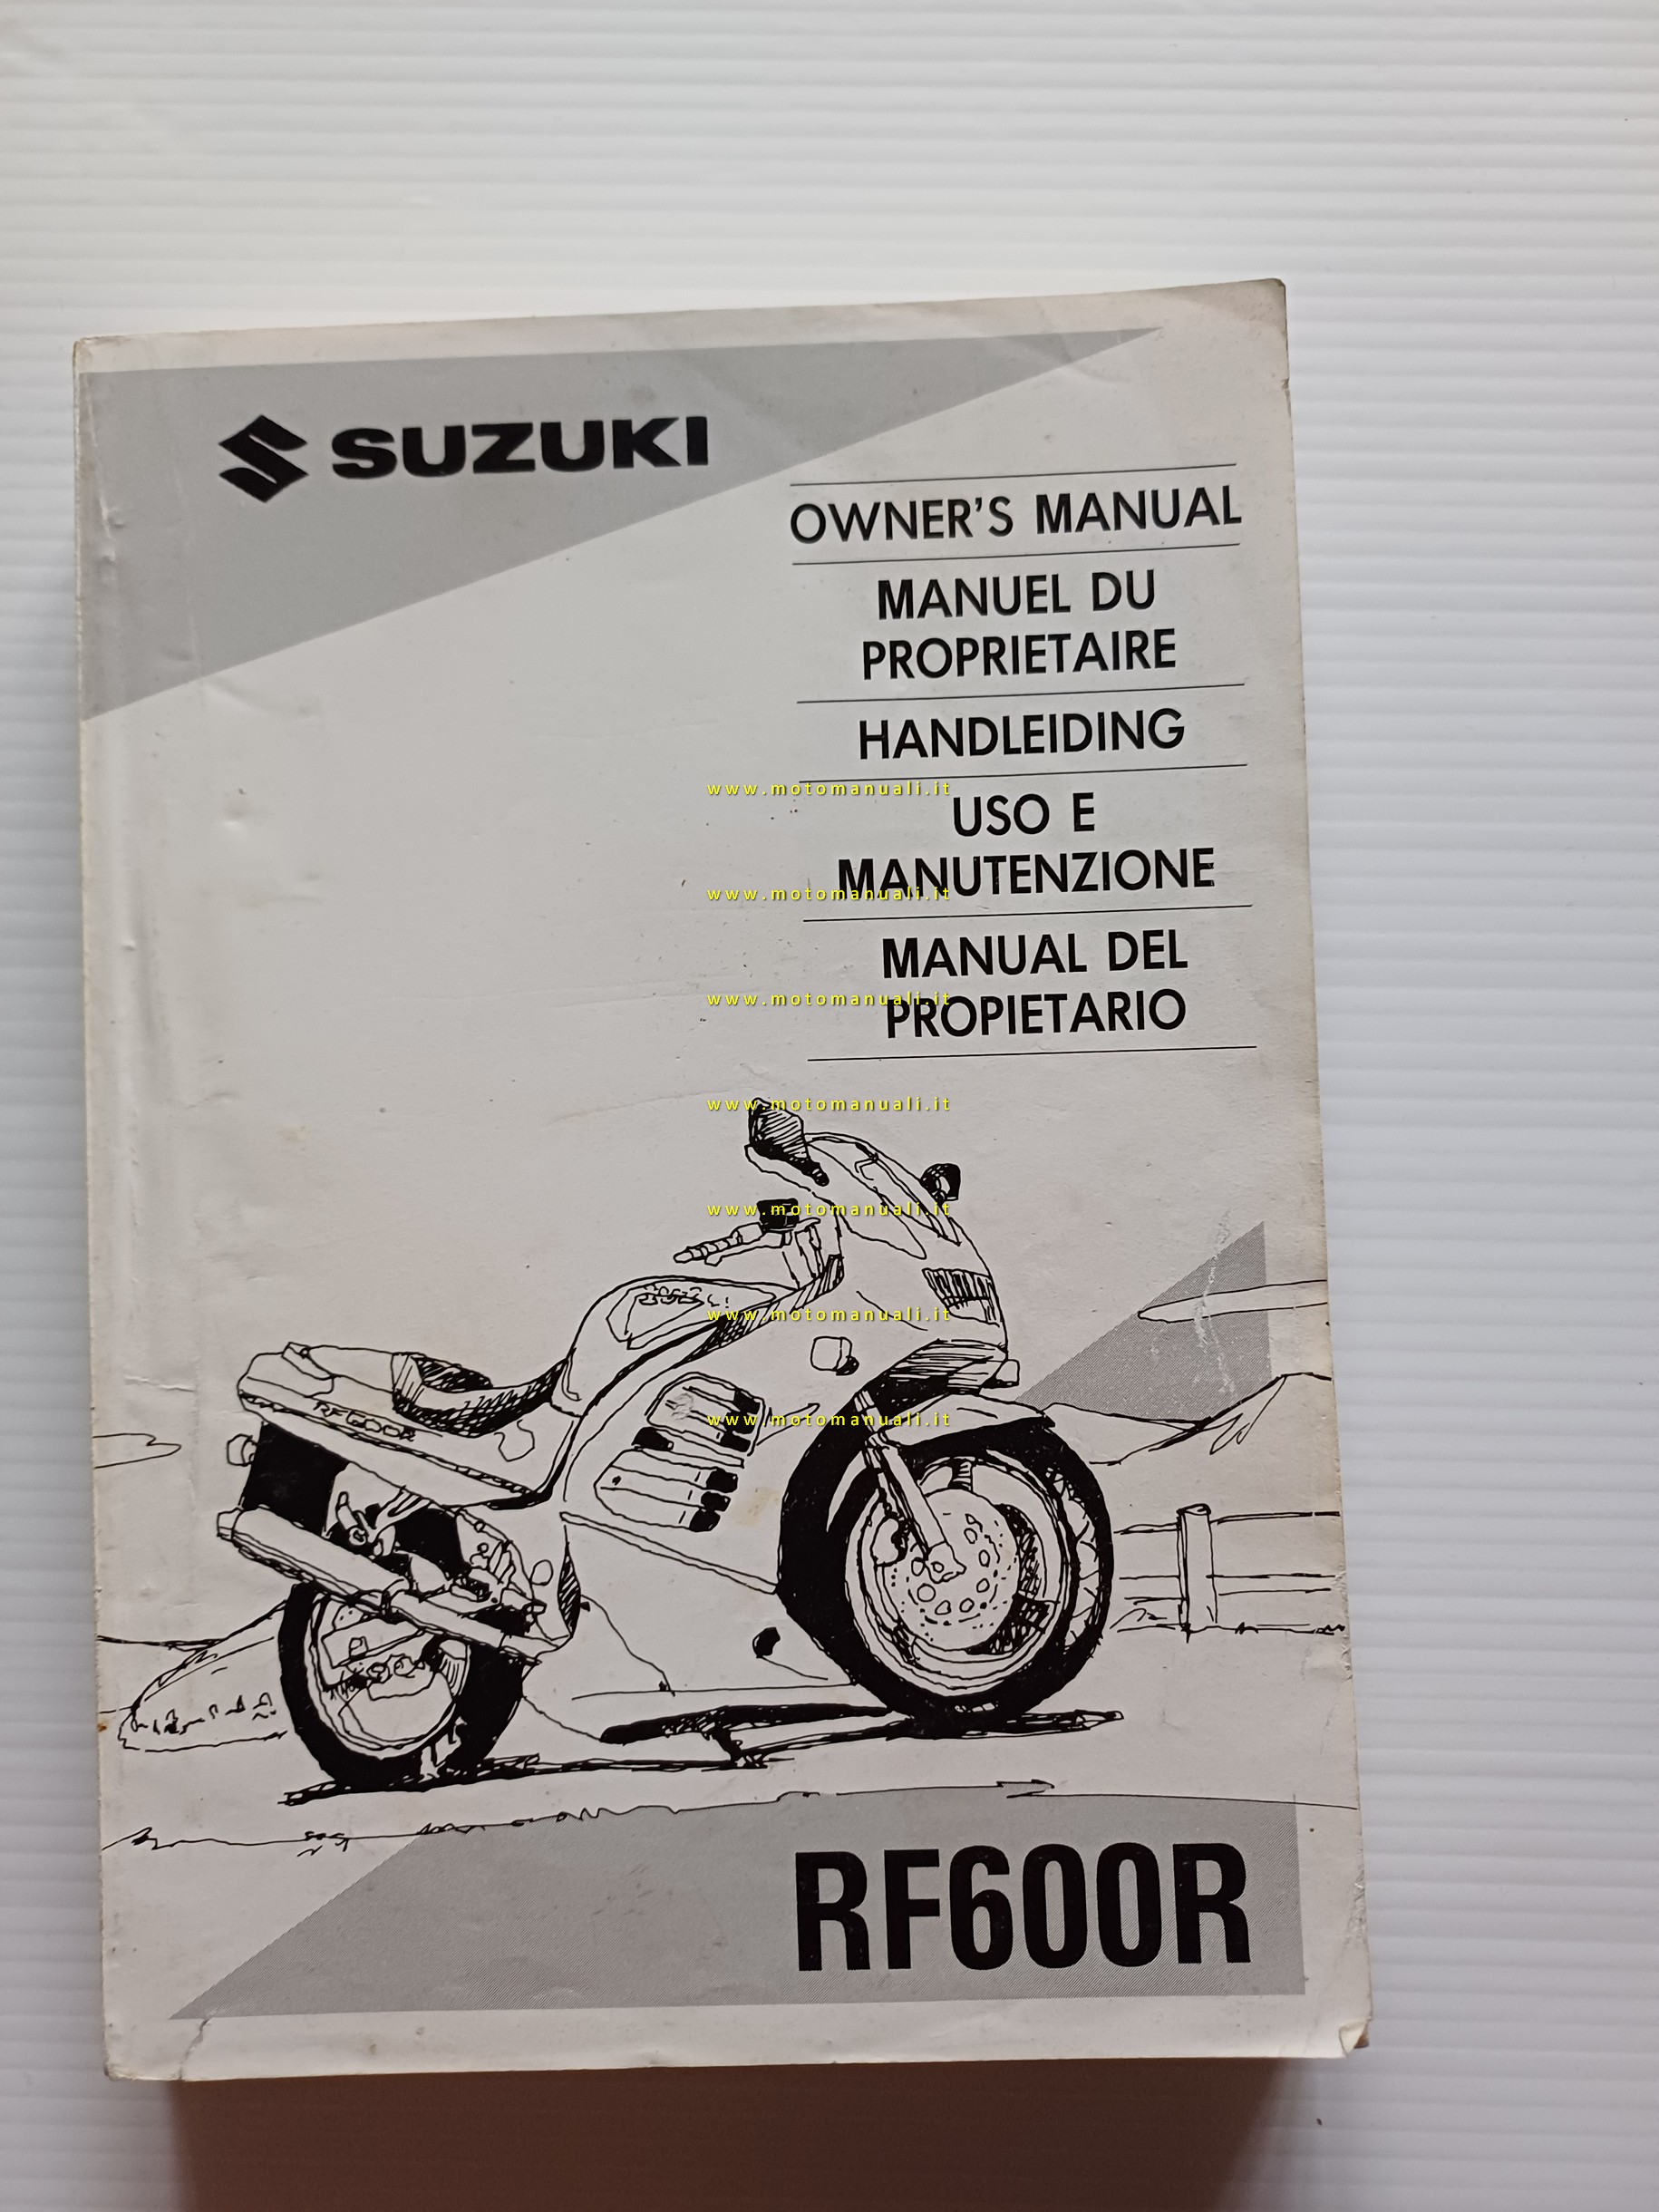 SUZUKI
OWNER'S MANUAL
MANUEL DU
PROPRIETAIRE
HANDLEIDING
www.motomanuali.it
USO E
MANUTENZIONE
www.motomanuali.it
MANUAL DEL
www.motomanuali.it
PROPIETARIO
www.motomanuali.it
www.motomanuali.it
www.motomanuali.it
www.motomanuali.it
RF600R
RF600R